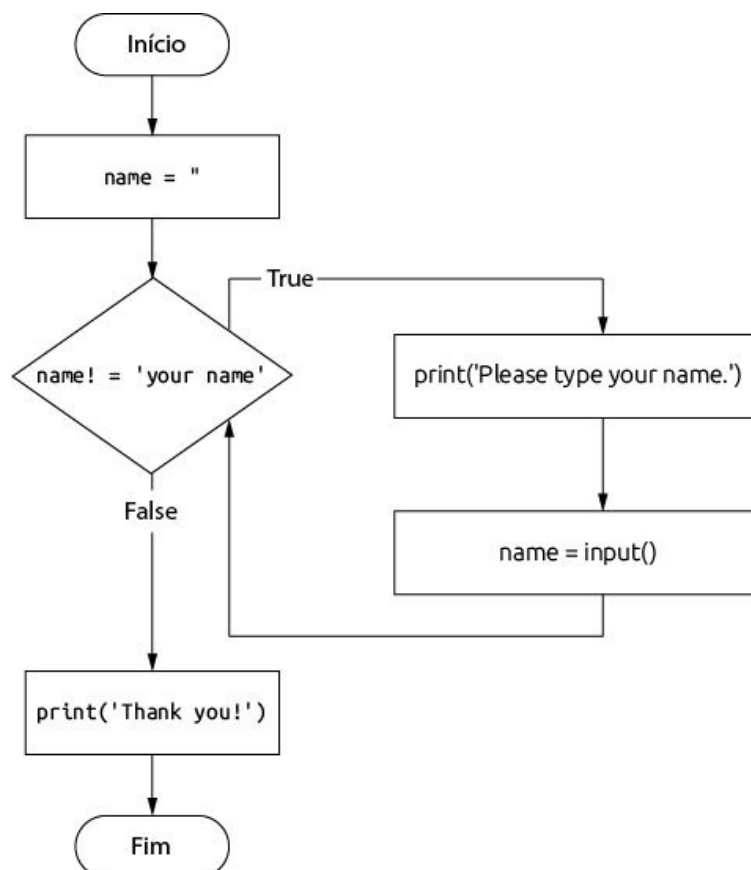 Início
name = "
True
name! = 'your name'
print('Please type your name.')
False
name = input()
print('Thank you!')
Fim